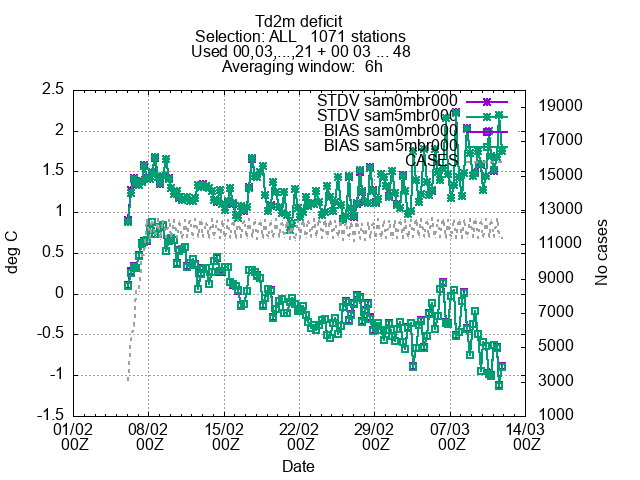 Td2m deficit
Selection: ALL   1071 stations
Used 00,03,...,21 + 00 03 ... 48
Averaging window:  6h
STDV sam0mbr000
STDV sam5mbr000
BIAS sam0mbr000
BIAS sam5mbr000
CASES
deg C
2.5
2
1.5
1
0.5
0
-0.5
-1
-1.5
No cases
19000
17000
15000
13000
11000
9000
7000
5000
3000
1000
01/02 08/02 15/02 22/02 29/02 07/03 14/03
00Z 00Z 00Z 00Z 00Z 00Z 00Z
Date